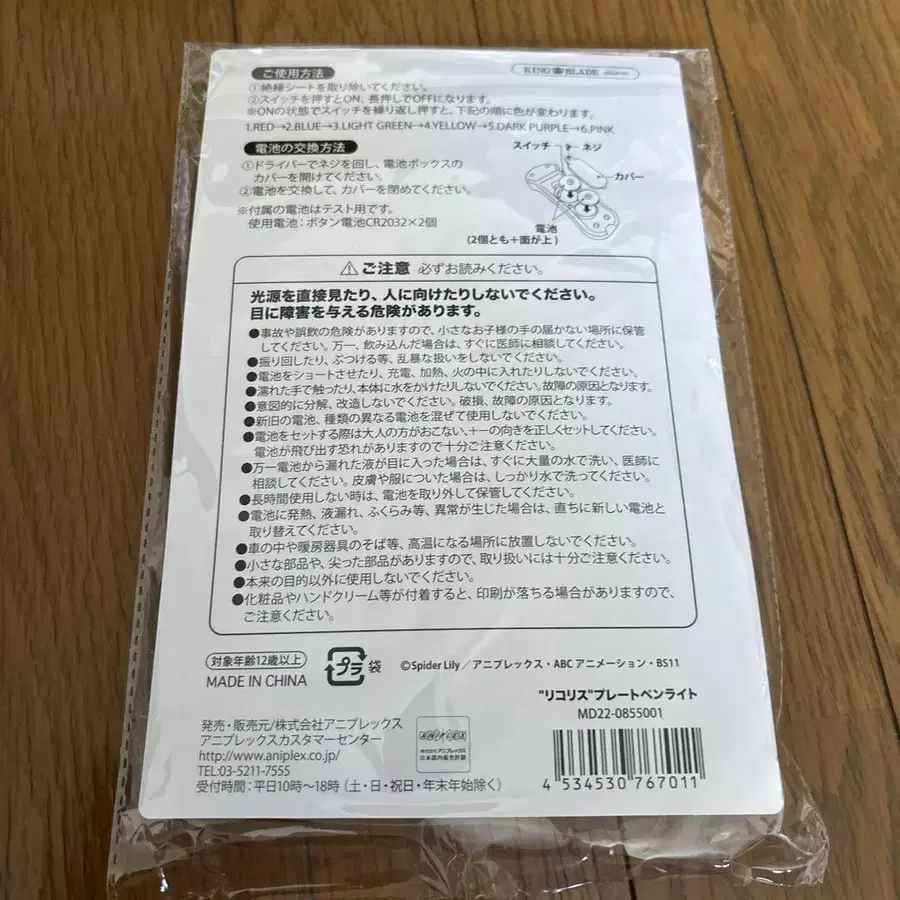 ご使用方法
KING BLADE
①絶縁シートを取り除いてください。
②スイッチを押すとON、長押しでOFFになります。
※ONの状態でスイッチを繰り返し押すと、下記の順に色が変わります。
1.RED→2.BLUE→3.LIGHT GREEN→4.YELLOW→5.DARK PURPLE→6.PINK
電池の交換方法
①ドライバーでネジを回し、電池ボックスの
カバーを開けてください。
②電池を交換して、カバーを閉めてください。
※付属の電池はテスト用です。
使用電池:ボタン電池CR2032×2個
スイッチ
ネジ
カバー
電池
(2個とも+面が上)
⚠ご注意 必ずお読みください。
光源を直接見たり、人に向けたりしないでください。
目に障害を与える危険があります。
●事故や誤飲の危険がありますので、小さなお子様の手の届かない場所に保管
してください。万一、飲み込んだ場合は、すぐに医師に相談してください。
●振り回したり、ぶつける等、乱暴な扱いをしないでください。
●電池をショートさせたり、充電、加熱、火の中に入れたりしないでください。
●濡れた手で触ったり、本体に水をかけたりしないでください。故障の原因となります。
●意図的に分解、改造しないでください。破損、故障の原因となります。
●新旧の電池、種類の異なる電池を混ぜて使用しないでください。
●電池をセットする際は大人の方がおこない、+-の向きを正しくセットしてください。
電池が飛び出す恐れがありますので十分ご注意ください。
●万一電池から漏れた液が目に入った場合は、すぐに大量の水で洗い、医師に
相談してください。皮膚や服についた場合は、しっかり水で洗ってください。
●長時間使用しない時は、電池を取り外して保管してください。
●電池に発熱、液漏れ、ふくらみ等、異常が生じた場合は、直ちに新しい電池と
取り替えてください。
●車の中や暖房器具のそば等、高温になる場所に放置しないでください。
●小さな部品や、尖った部品がありますので、取り扱いには十分ご注意ください。
●本来の目的以外に使用しないでください。
●化粧品やハンドクリーム等が付着すると、印刷が落ちる場合がありますので、
ご注意ください。
対象年齢12歳以上
MADE IN CHINA
プラ
袋
©Spider Lily/アニプレックス・ABCアニメーション・BS11
"リコリス"プレートペンライト
MD22-0855001
発売・販売元/株式会社アニプレックス
アニプレックスカスタマーセンター
http://www.aniplex.co.jp/
TEL:03-5211-7555
受付時間:平日10時~18時(土・日・祝日・年末年始除く)
ANIPLEX
株式会社アニプレックス
日本国内販売許諾
4 534530 767011